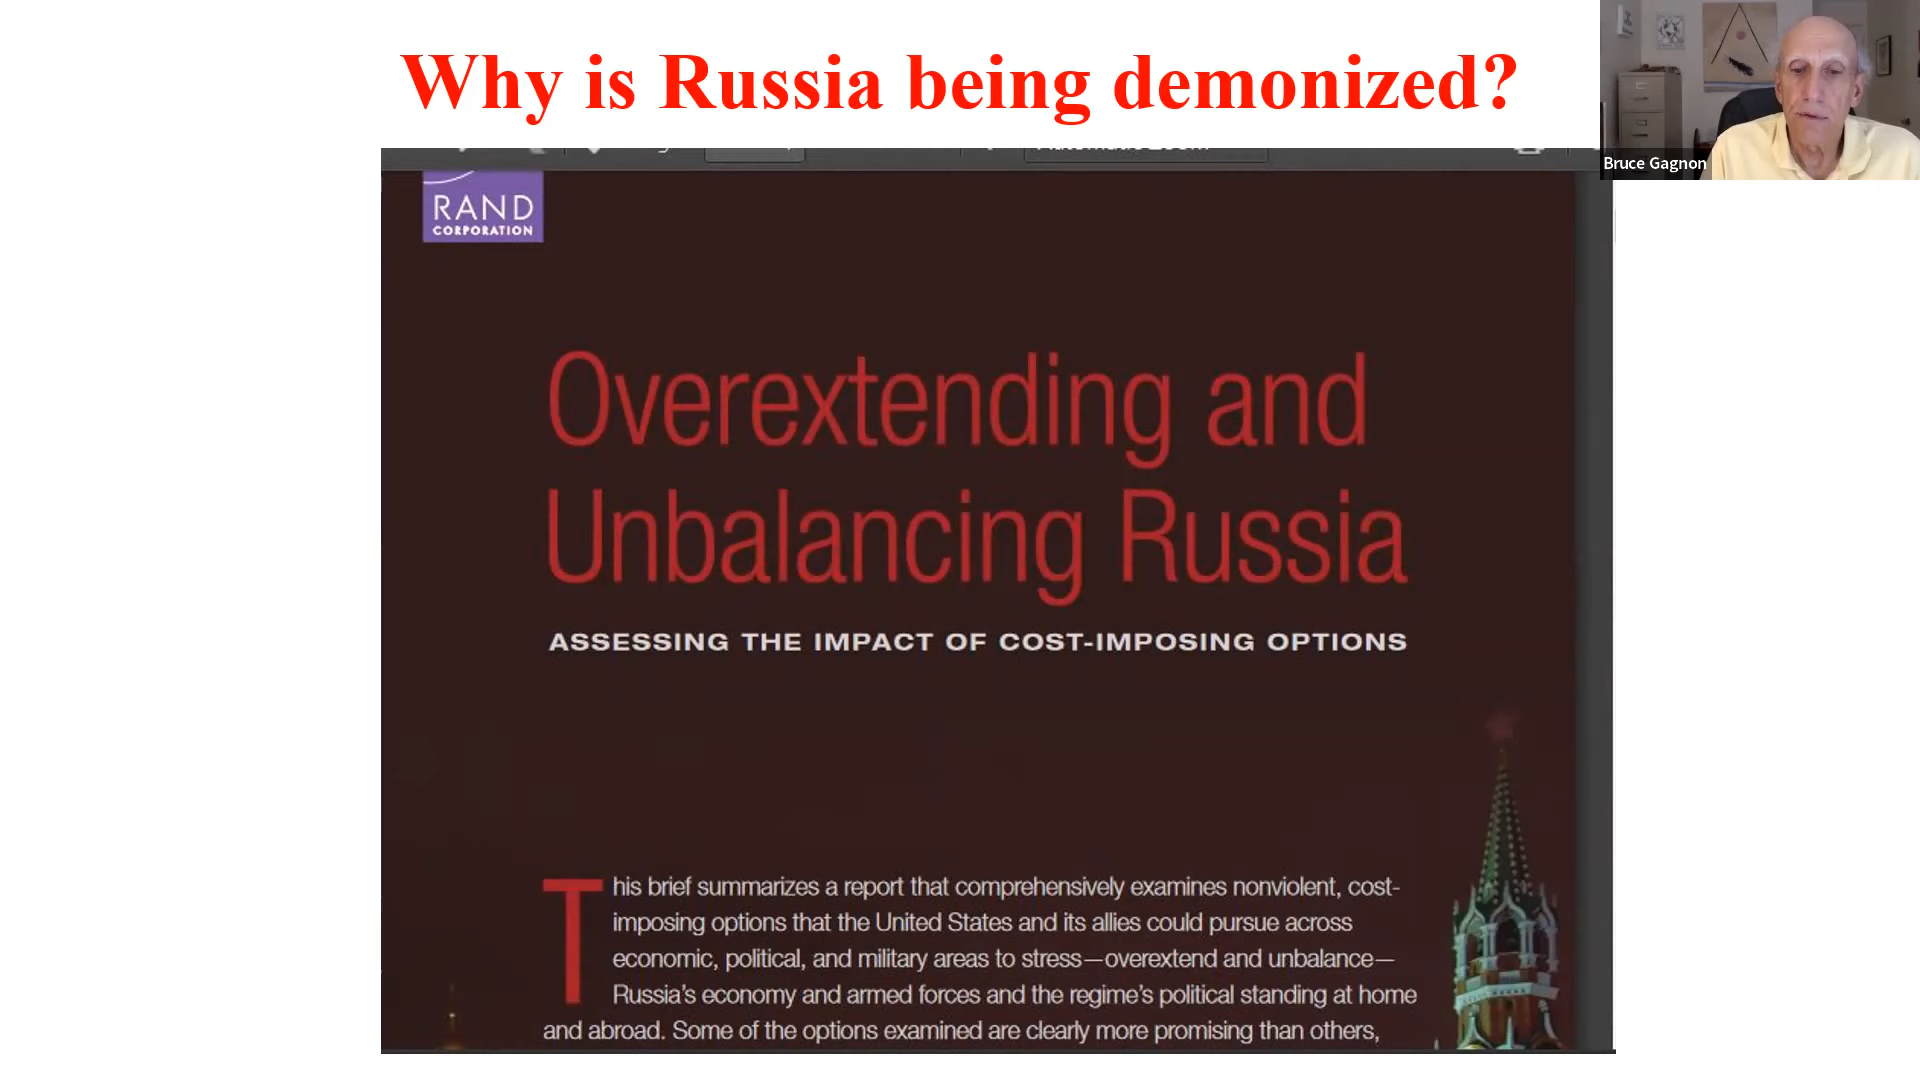 Why is Russia being demonized?
Bruce Gagnon
RAND
CORPORATION
Overextending and
Unbalancing Russia
ASSESSING THE IMPACT OF COST-IMPOSING OPTIONS
This brief summarizes a report that comprehensively examines nonviolent, cost-
imposing options that the United States and its allies could pursue across
economic, political, and military areas to stress—overextend and unbalance—
Russia’s economy and armed forces and the regime’s political standing at home
and abroad. Some of the options examined are clearly more promising than others,